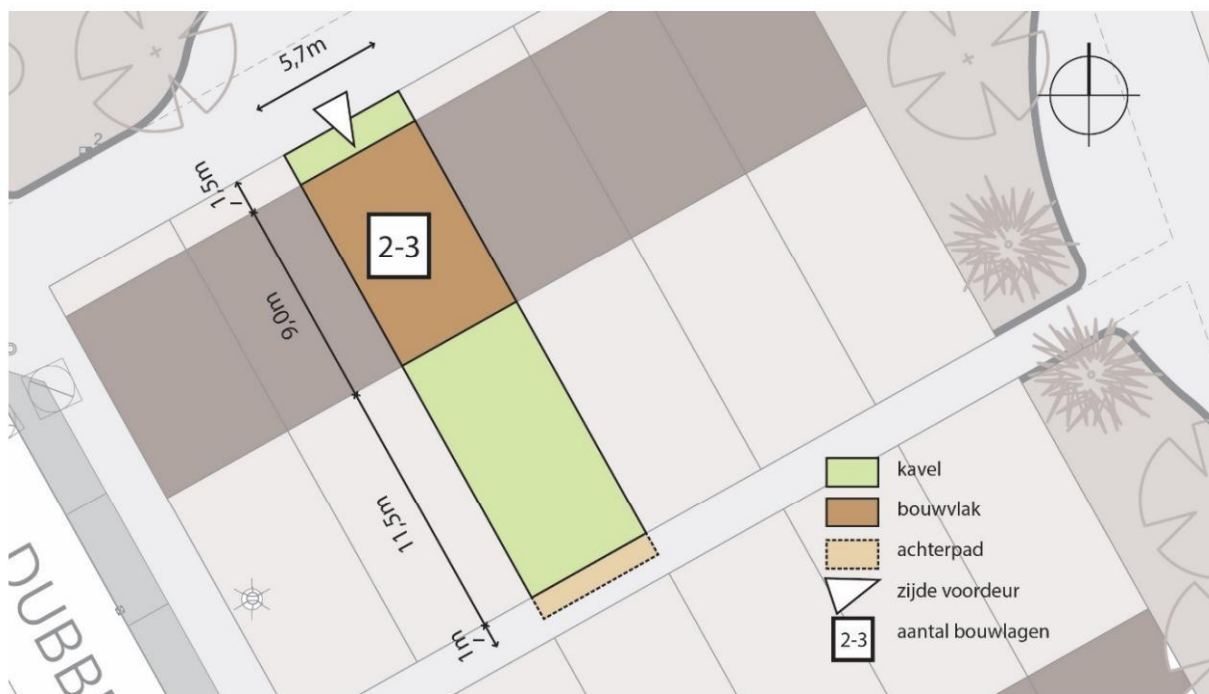 5,7m
2
1,5m
2-3
9,0m
11,5m
1m
DUBB
kavel
bouwvlak
achterpad
zijde voordeur
2-3
aantal bouwlagen